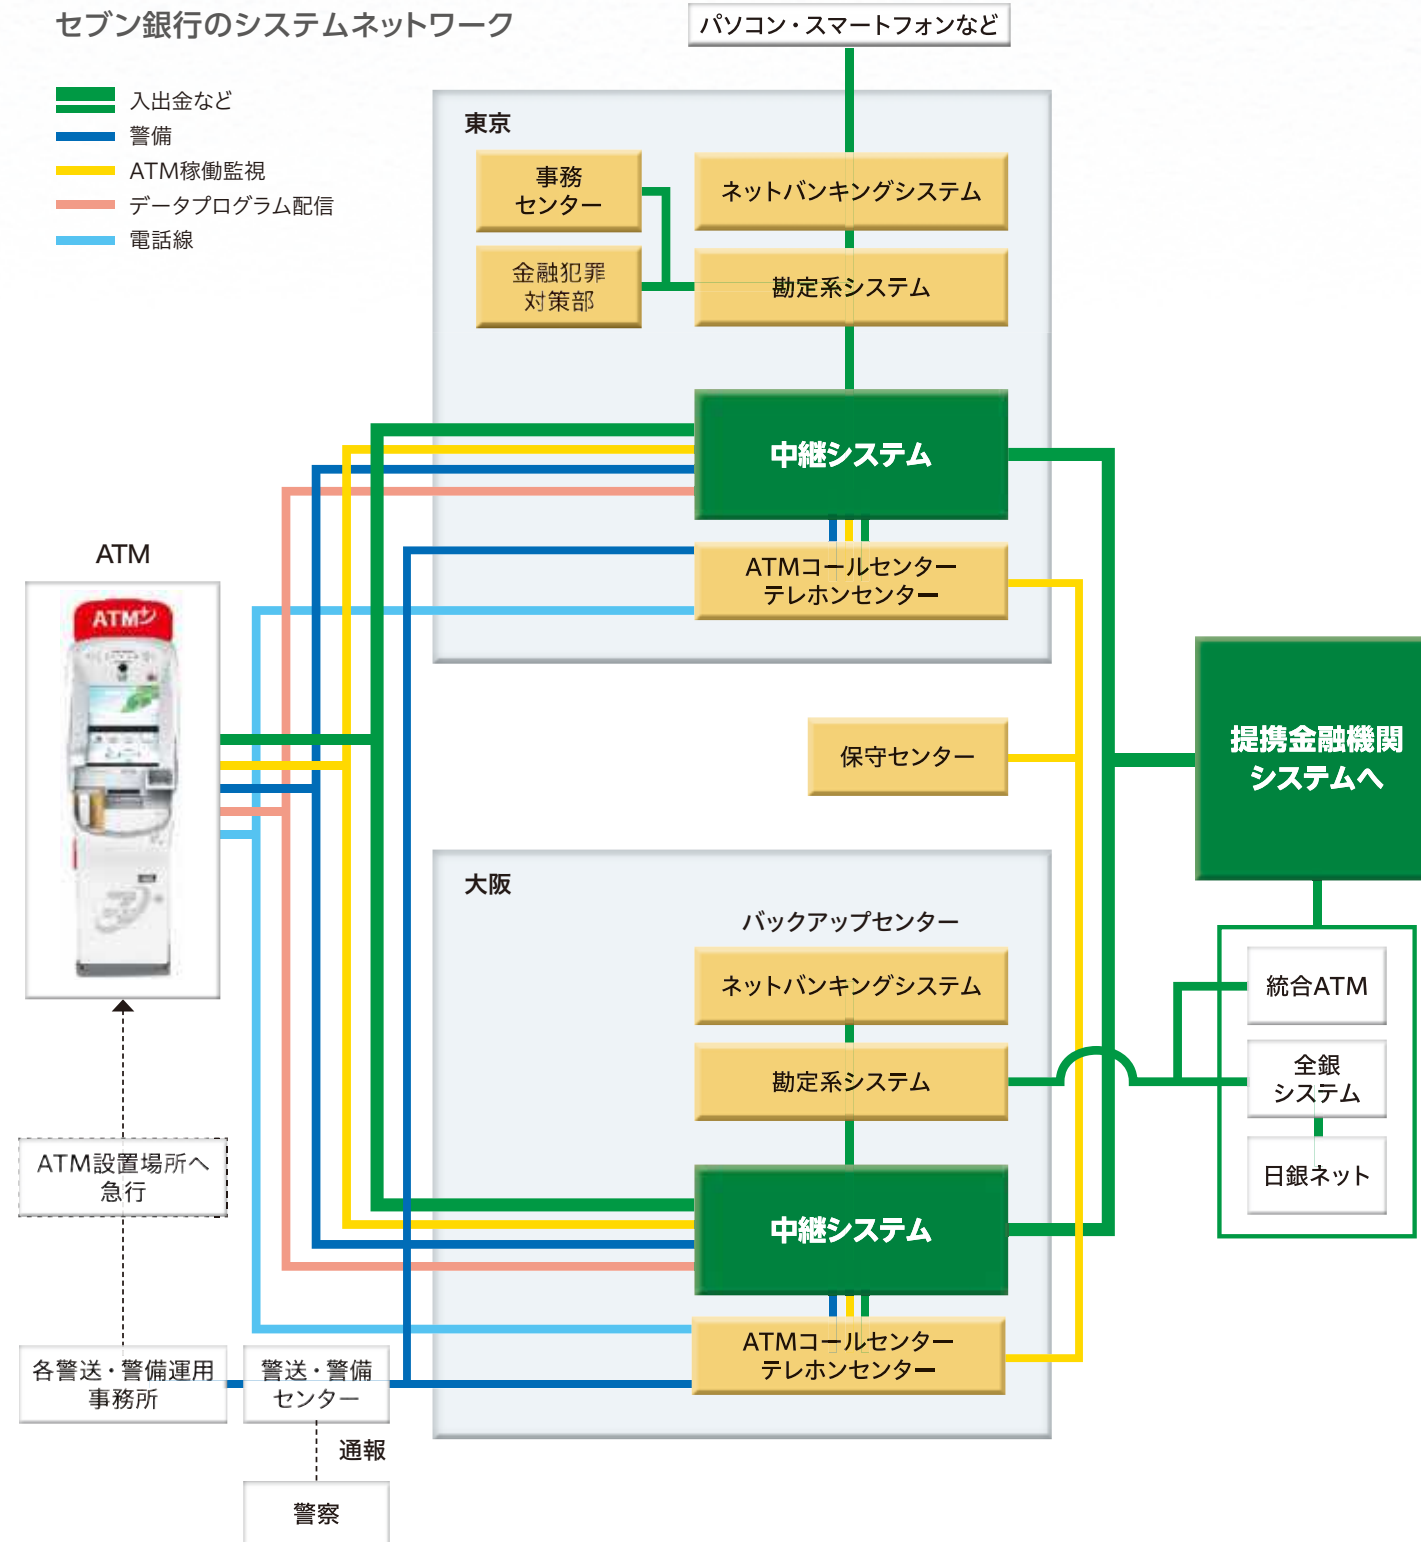 セブン銀行のシステムネットワーク
入出金など
警備
ATM稼働監視
データプログラム配信
電話線
パソコン・スマートフォンなど
東京
事務
センター
ネットバンキングシステム
金融犯罪
対策部
勘定系システム
中継システム
ATMコールセンター
テレホンセンター
ATM
ATM
保守センター
提携金融機関
システムへ
大阪
バックアップセンター
ネットバンキングシステム
勘定系システム
統合ATM
全銀
システム
日銀ネット
中継システム
ATMコールセンター
テレホンセンター
ATM設置場所へ
急行
各警送・警備運用
事務所
警送・警備
センター
通報
警察